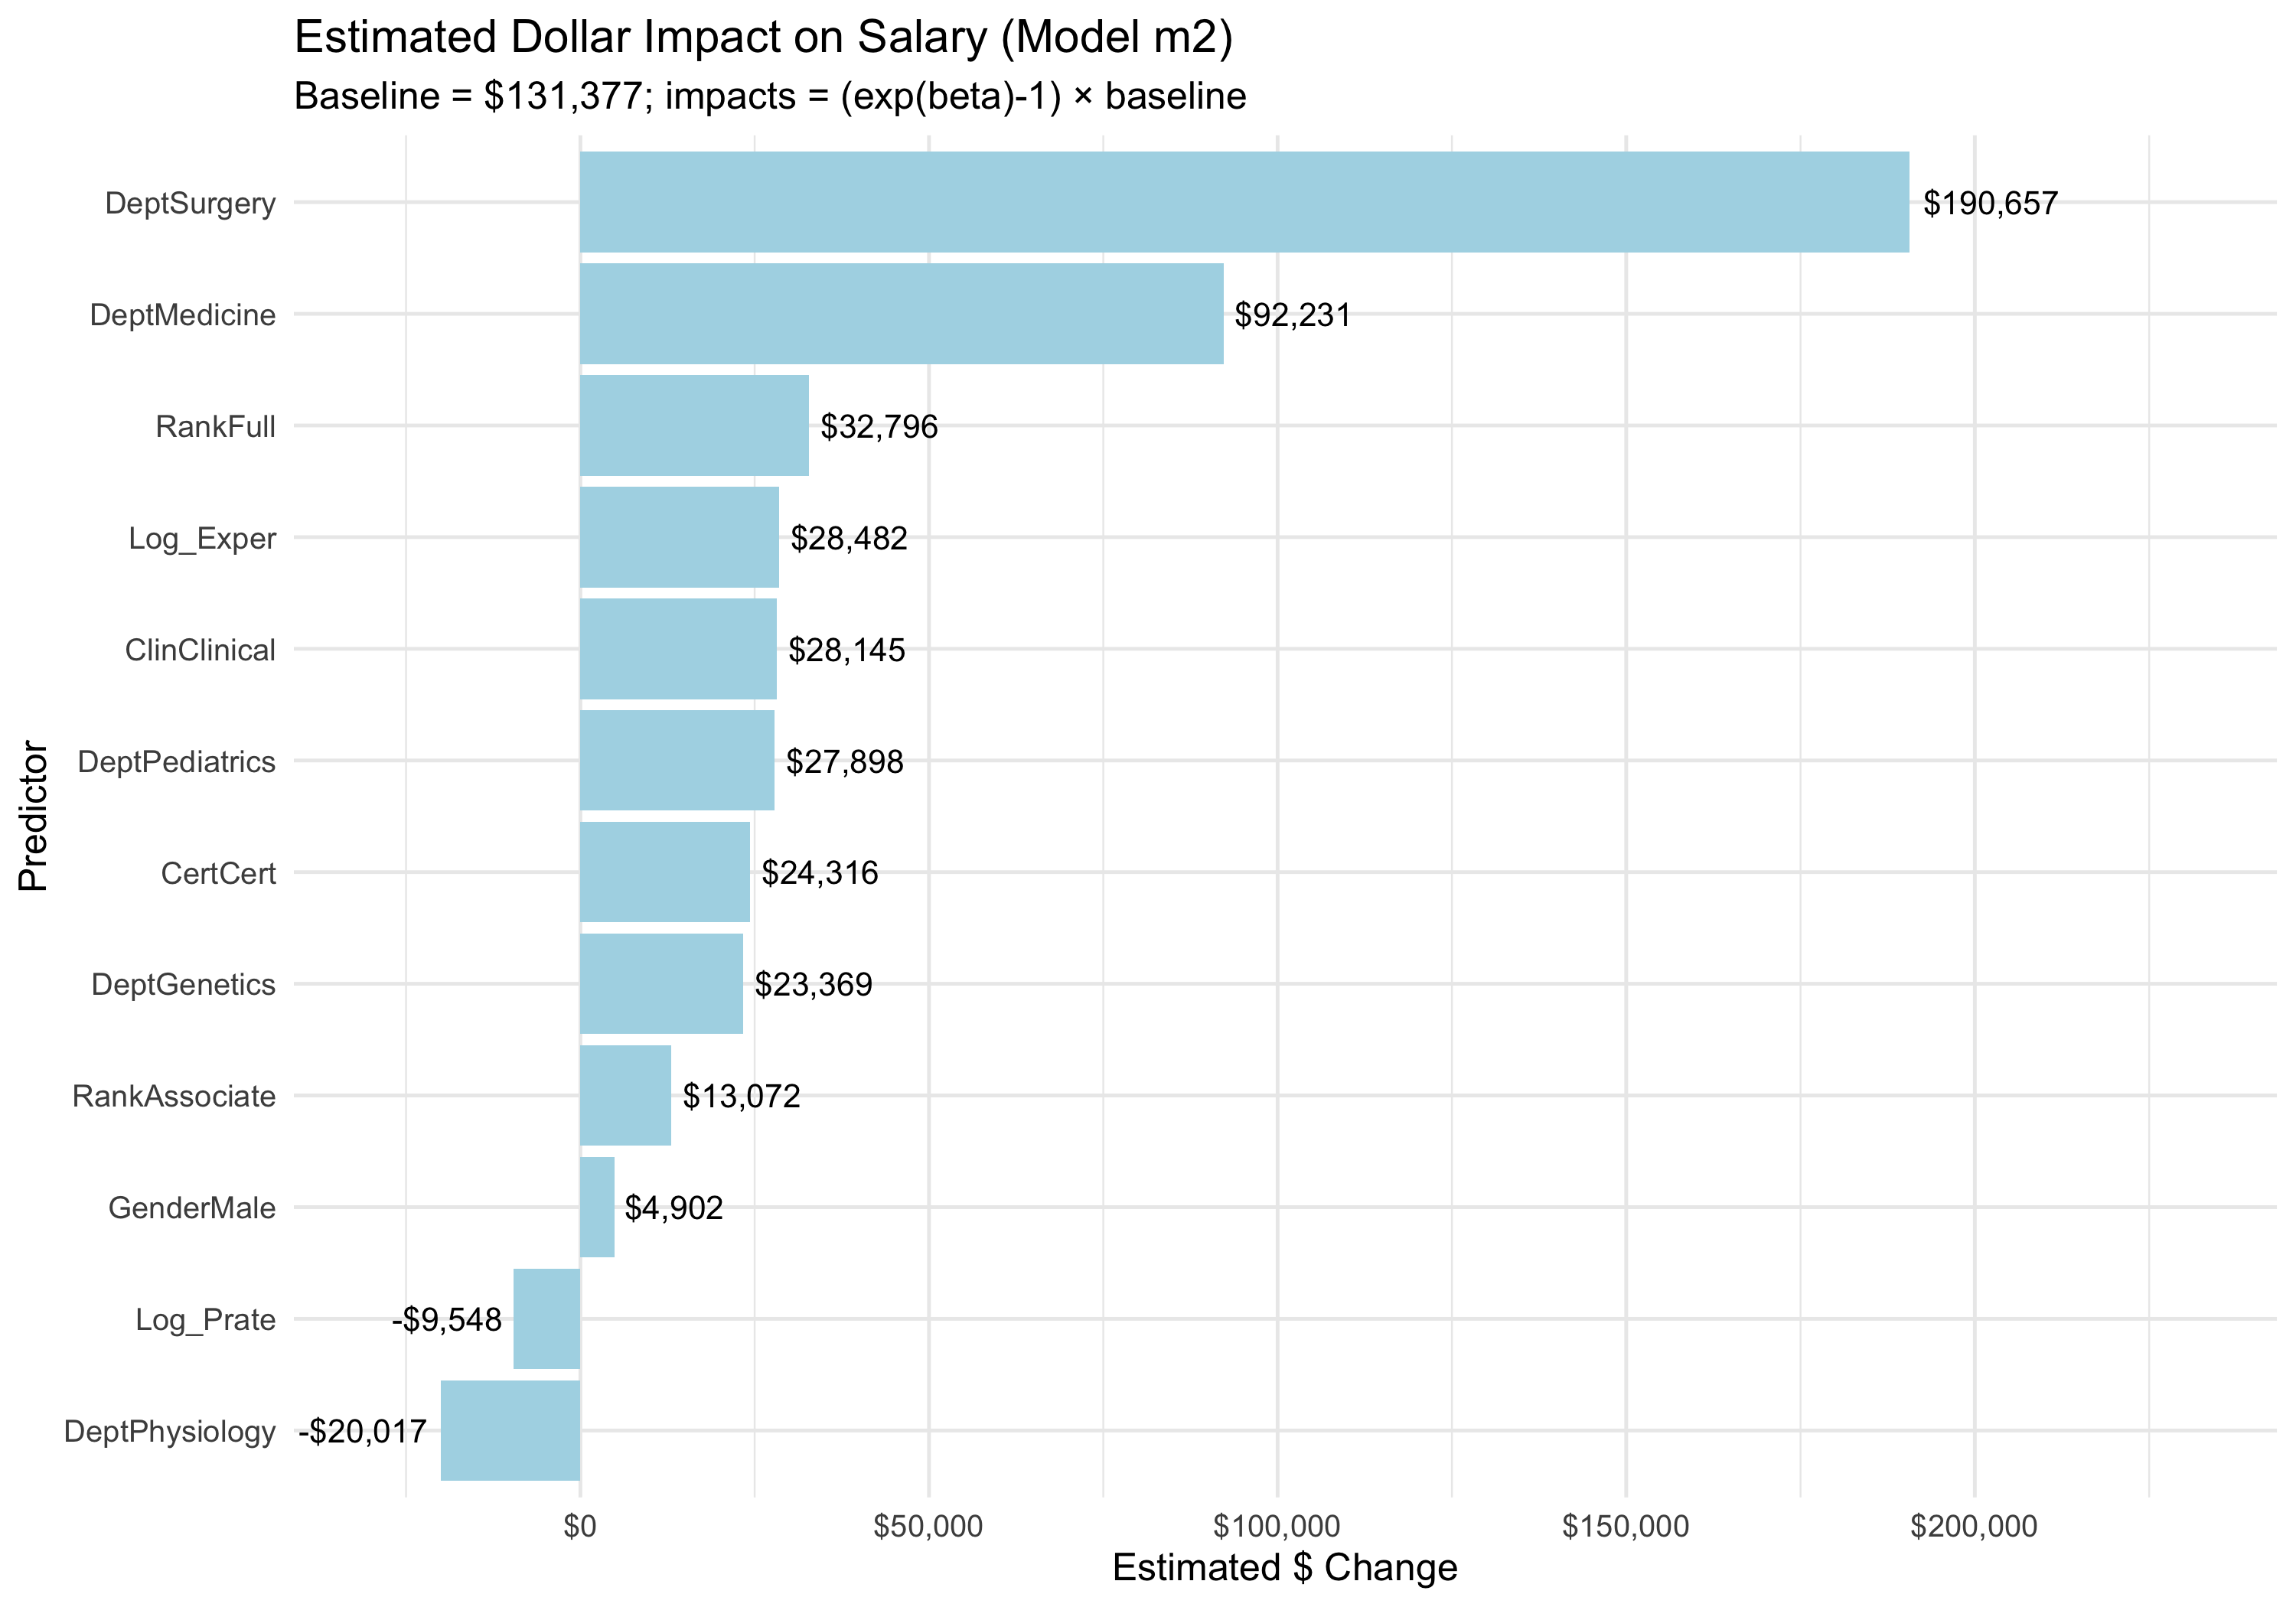 Estimated Dollar Impact on Salary (Model m2)
Baseline = $131,377; impacts = (exp(beta)-1) × baseline
Predictor
DeptSurgery $190,657
DeptMedicine $92,231
RankFull $32,796
Log_Exper $28,482
ClinClinical $28,145
DeptPediatrics $27,898
CertCert $24,316
DeptGenetics $23,369
RankAssociate $13,072
GenderMale $4,902
Log_Prate -$9,548
DeptPhysiology -$20,017
$0 $50,000 $100,000 $150,000 $200,000
Estimated $ Change